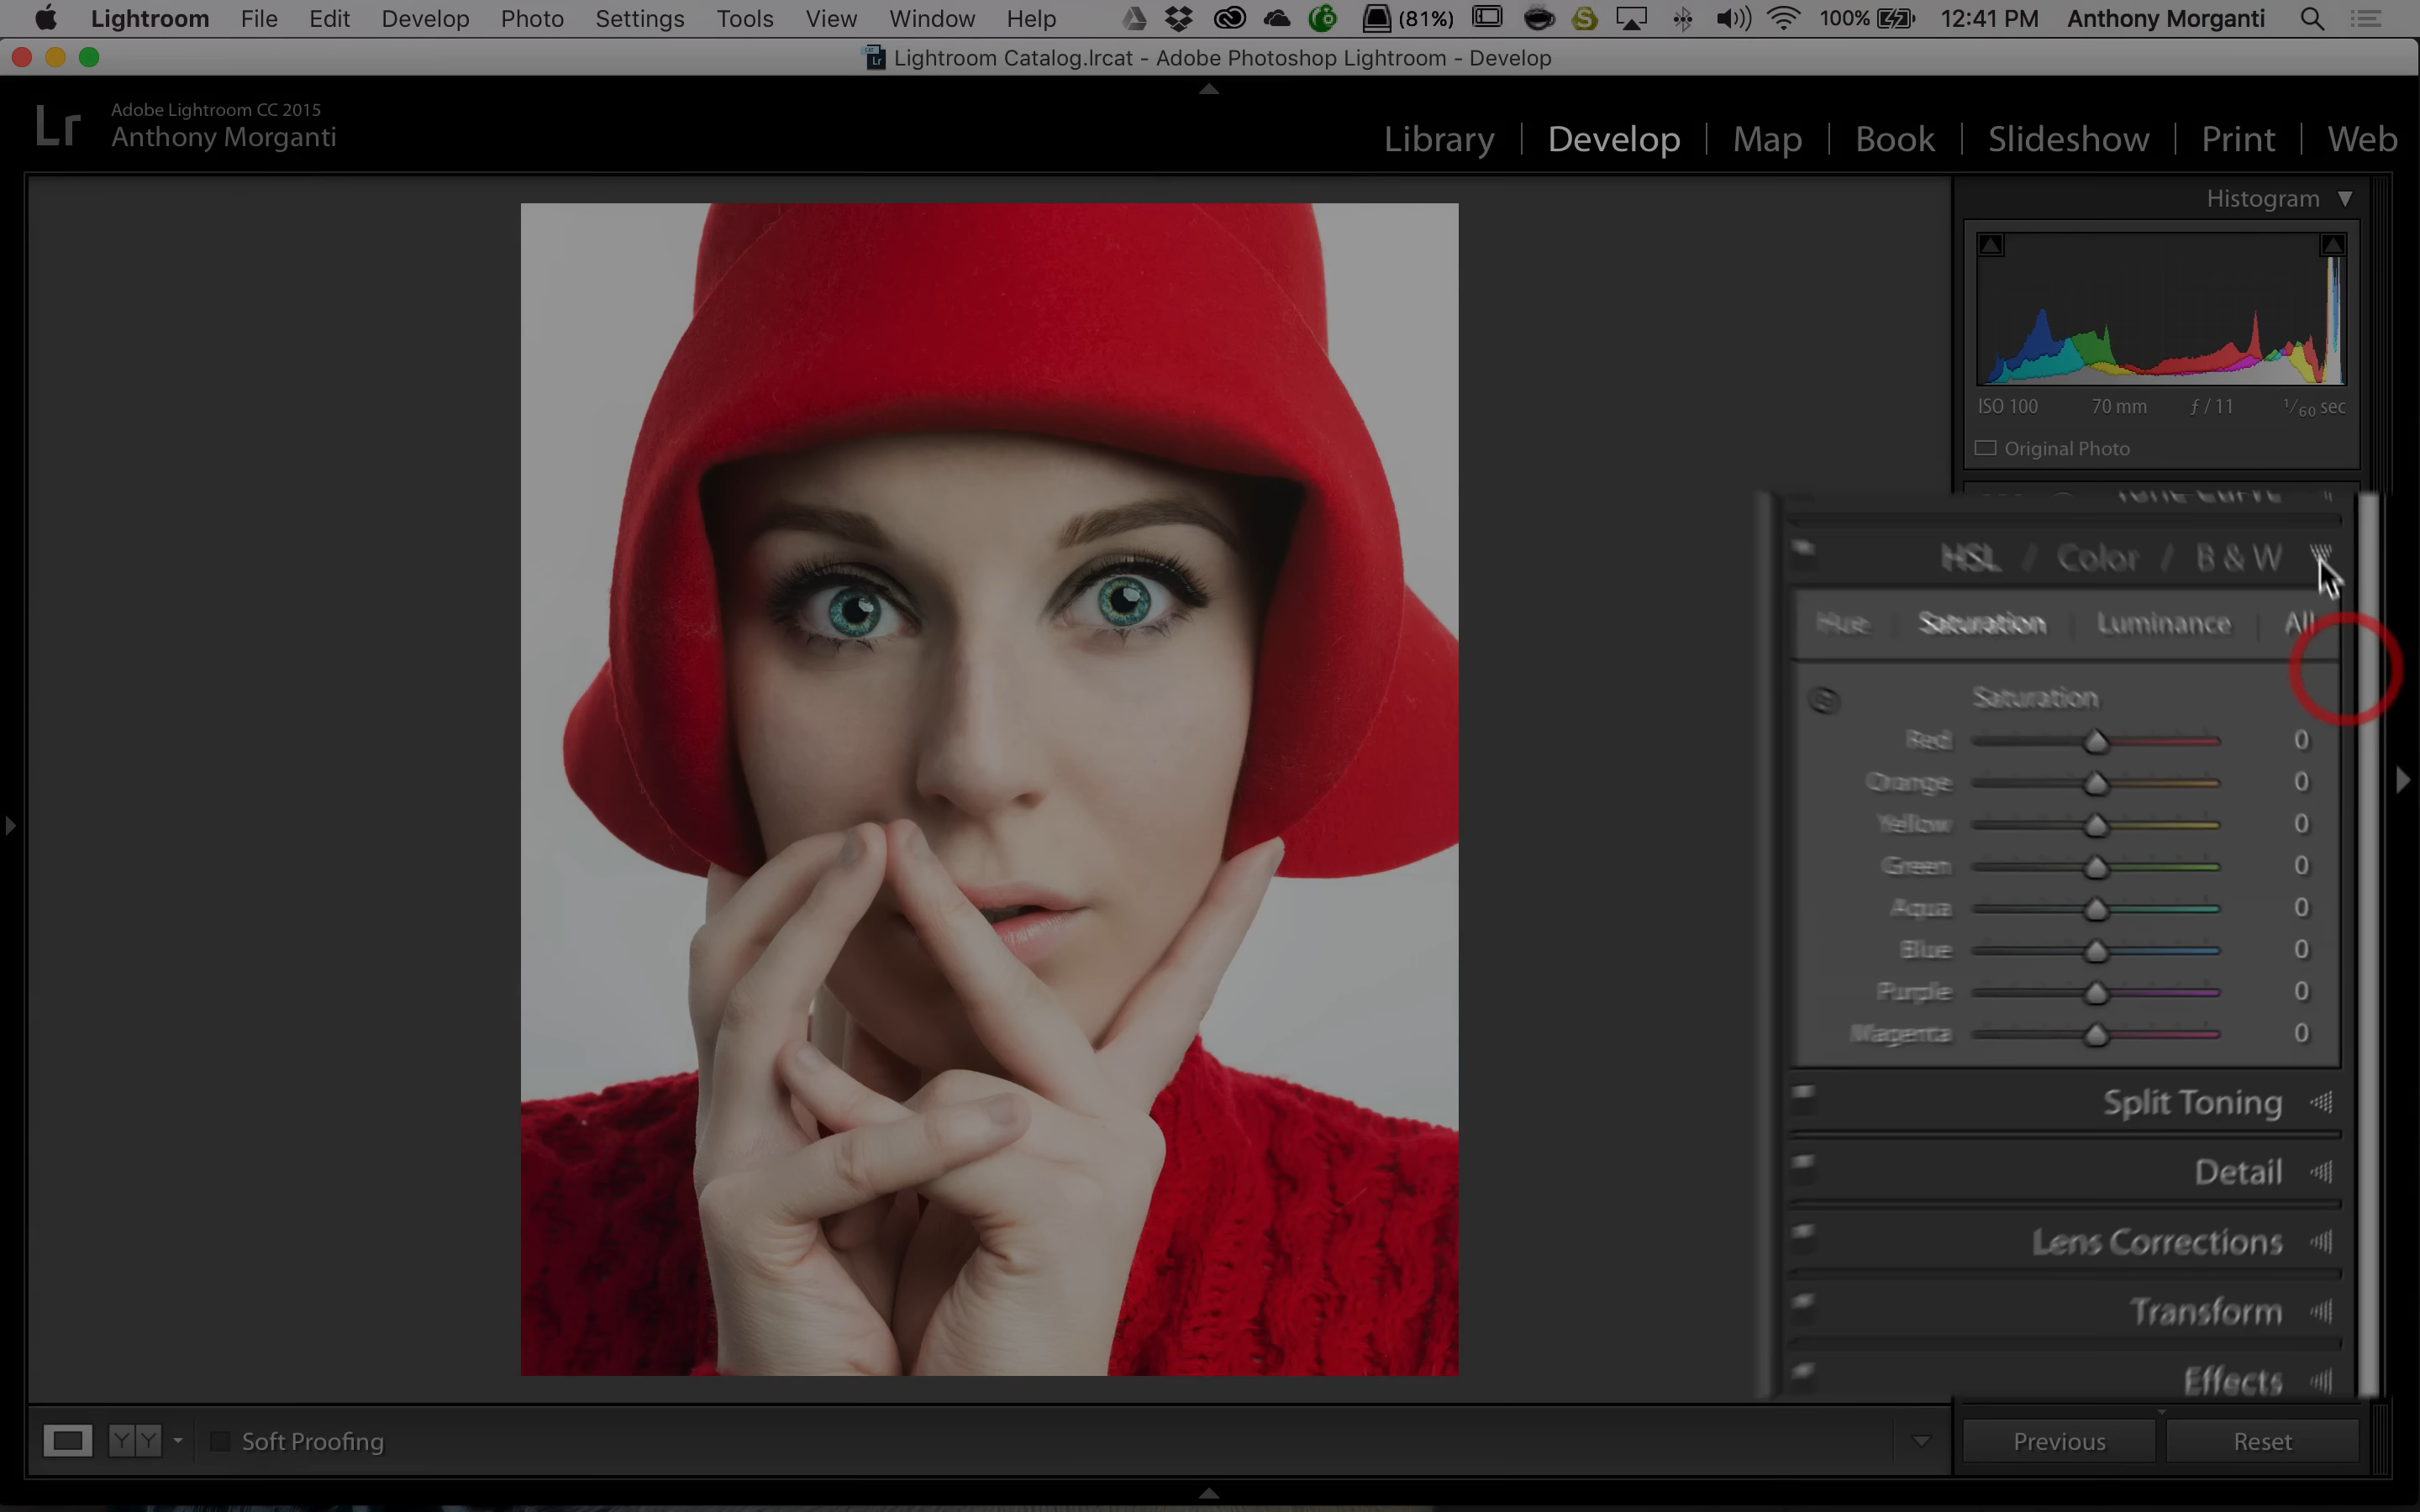 Lightroom File Edit Develop Photo Settings Tools View Window Help (81%) 100% 12:41 PM Anthony Morganti
Lightroom Catalog.lrcat - Adobe Photoshop Lightroom - Develop
Lr
Adobe Lightroom CC 2015
Anthony Morganti
Library | Develop | Map | Book | Slideshow | Print | Web
Histogram
ISO 100 70 mm ƒ / 11 1/60 sec
Original Photo
Tone Curve
HSL / Color / B & W
Hue Saturation Luminance All
Saturation
Red 0
Orange 0
Yellow 0
Green 0
Aqua 0
Blue 0
Purple 0
Magenta 0
Split Toning
Detail
Lens Corrections
Transform
Effects
Y Y Soft Proofing
Previous Reset